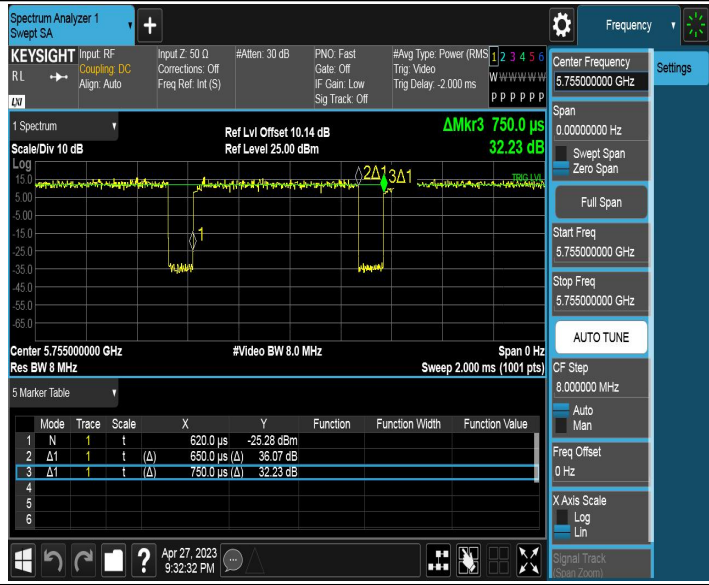 Spectrum Analyzer 1
Swept SA
Frequency
KEYSIGHT
RL
LXI
Input: RF
Coupling: DC
Align: Auto
Input Z: 50 Ω
Corrections: Off
Freq Ref: Int (S)
#Atten: 30 dB
PNO: Fast
Gate: Off
IF Gain: Low
Sig Track: Off
#Avg Type: Power (RMS
Trig: Video
Trig Delay: -2.000 ms
1 2 3 4 5 6
W W W W W W
P P P P P P
Center Frequency
5.755000000 GHz
Settings
Span
0.00000000 Hz
Swept Span
Zero Span
Full Span
Start Freq
5.755000000 GHz
Stop Freq
5.755000000 GHz
AUTO TUNE
CF Step
8.000000 MHz
Auto
Man
Freq Offset
0 Hz
X Axis Scale
Log
Lin
Signal Track
(Span Zoom)
1 Spectrum
Scale/Div 10 dB
Ref Lvl Offset 10.14 dB
Ref Level 25.00 dBm
ΔMkr3 750.0 µs
32.23 dB
Log
15.0
5.00
-5.00
-15.0
-25.0
-35.0
-45.0
-55.0
-65.0
2Δ1
3Δ1
TRIG LVL
1
Center 5.755000000 GHz
#Video BW 8.0 MHz
Span 0 Hz
Res BW 8 MHz
Sweep 2.000 ms (1001 pts)
5 Marker Table
Mode Trace Scale X Y Function Function Width Function Value
1 N 1 t 620.0 µs -25.28 dBm
2 Δ1 1 t (Δ) 650.0 µs (Δ) 36.07 dB
3 Δ1 1 t (Δ) 750.0 µs (Δ) 32.23 dB
4
5
6
Apr 27, 2023
9:32:32 PM